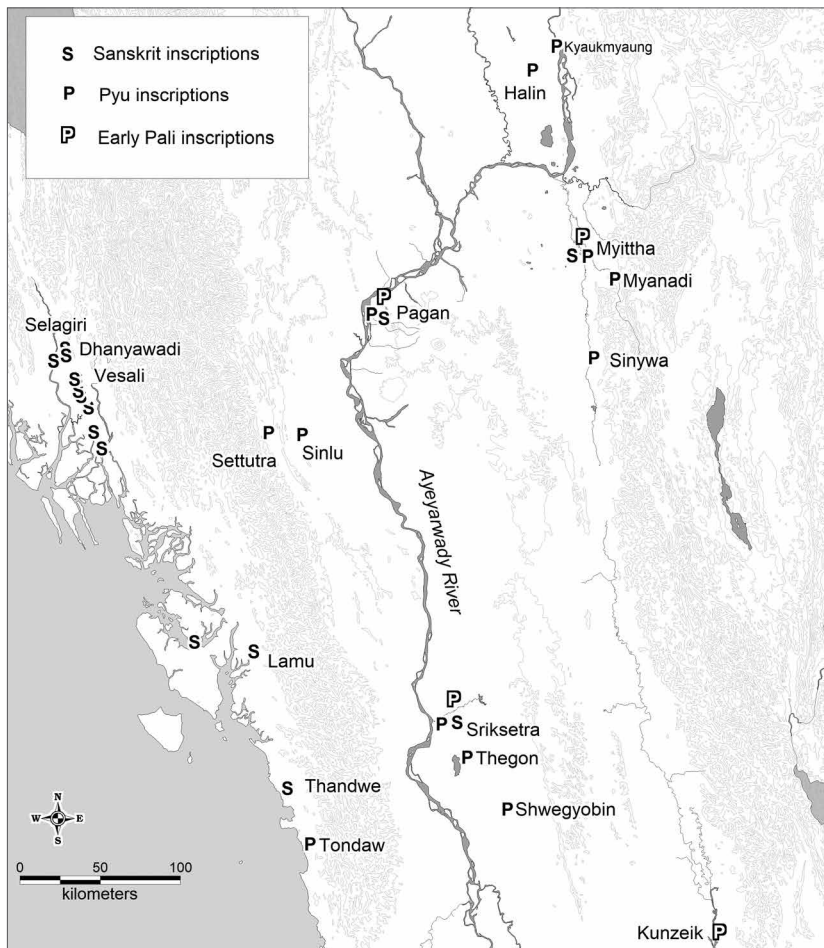 S Sanskrit inscriptions
P Pyu inscriptions
P Early Pali inscriptions
P Kyaukmyaung
P
Halin
P
S P Myittha
P Myanadi
P
P S Pagan
Selagiri
S S S Dhanyawadi
P Sinywa
S Vesali
S
S
S
S
P P
Settutra Sinlu
Ayeyarwady River
S
S Lamu
P
P S Sriksetra
P Thegon
S Thandwe
P Shwegyobin
P Tondaw
N
W E
S
0 50 100
kilometers
Kunzeik P